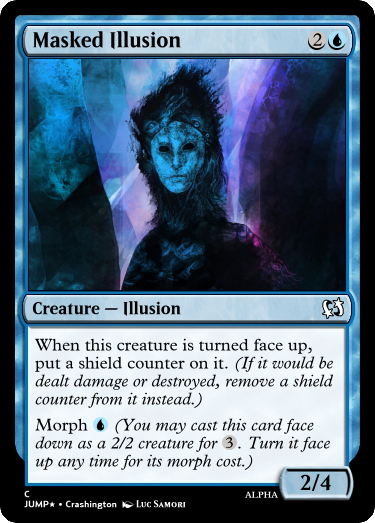 Masked Illusion 2
Creature — Illusion
When this creature is turned face up,
put a shield counter on it. (If it would be
dealt damage or destroyed, remove a shield
counter from it instead.)
Morph (You may cast this card face
down as a 2/2 creature for 3. Turn it face
up any time for its morph cost.)
2/4
C
JUMP★ • Crashington Luc Samori
ALPHA